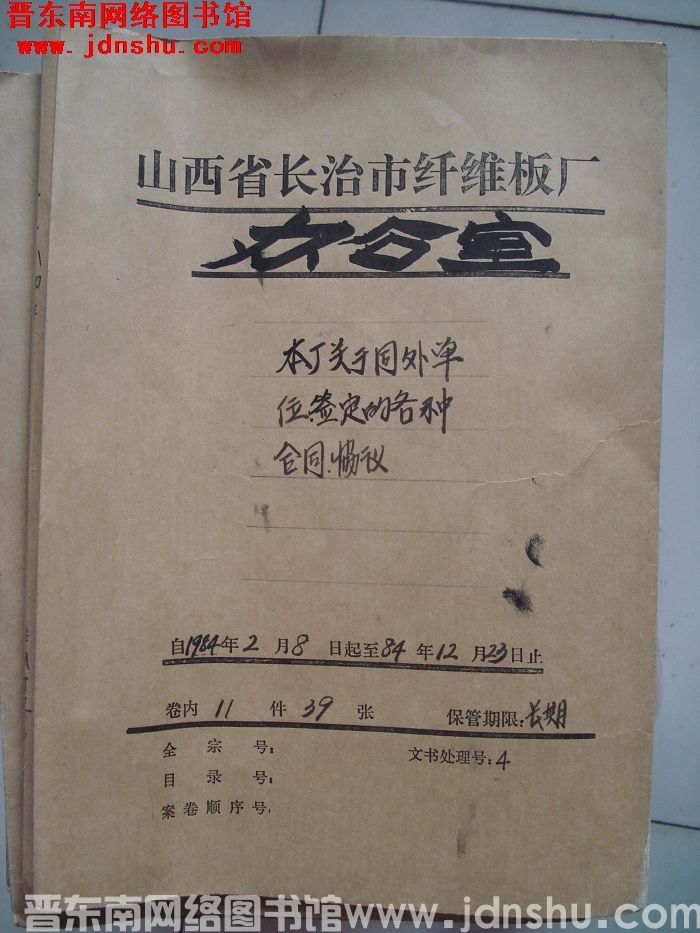 晋东南网络图书馆
www.jdnshu.com
山西省长治市纤维板厂
办公室
本厂关于同外单
位签定的各种
合同.协议
自1984年2月8日起至84年12月23日止
卷内11件39张 保管期限:长期
全宗号: 文书处理号:4
目录号:
案卷顺序号:
晋东南网络图书馆 www.jdnshu.com